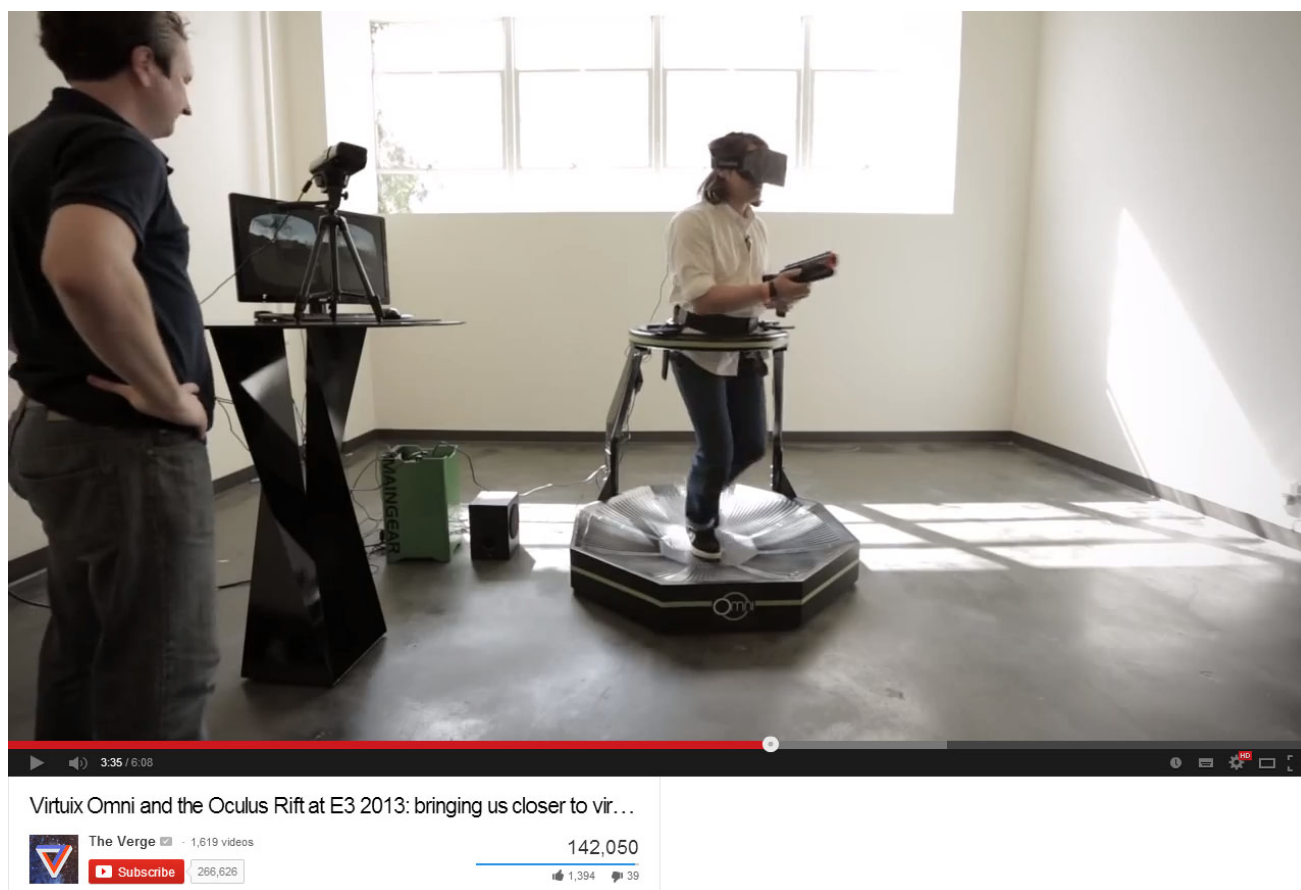 MAINGEAR
Omni
3:35 / 6:08
HD
Virtuix Omni and the Oculus Rift at E3 2013: bringing us closer to vir...
The Verge · 1,619 videos
142,050
Subscribe 266,626
1,394 39